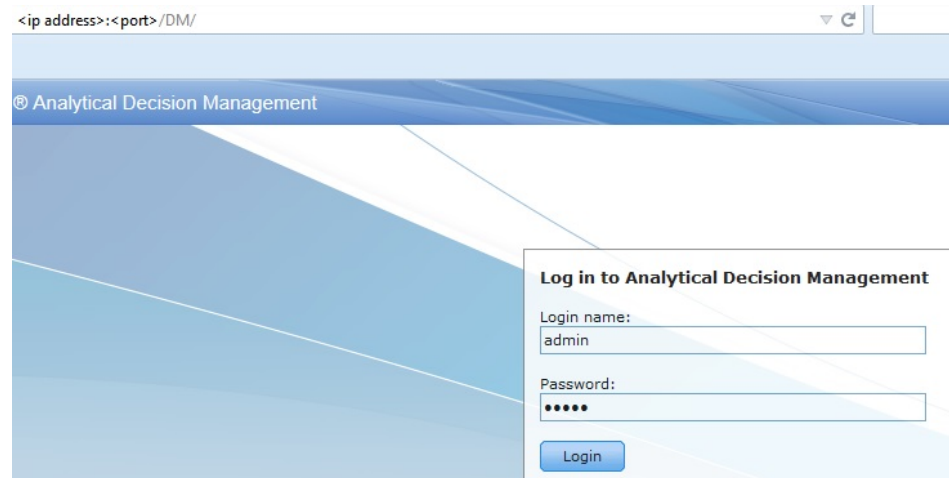 <ip address>:<port>/DM/
® Analytical Decision Management
Log in to Analytical Decision Management
Login name:
admin
Password:
•••••
Login